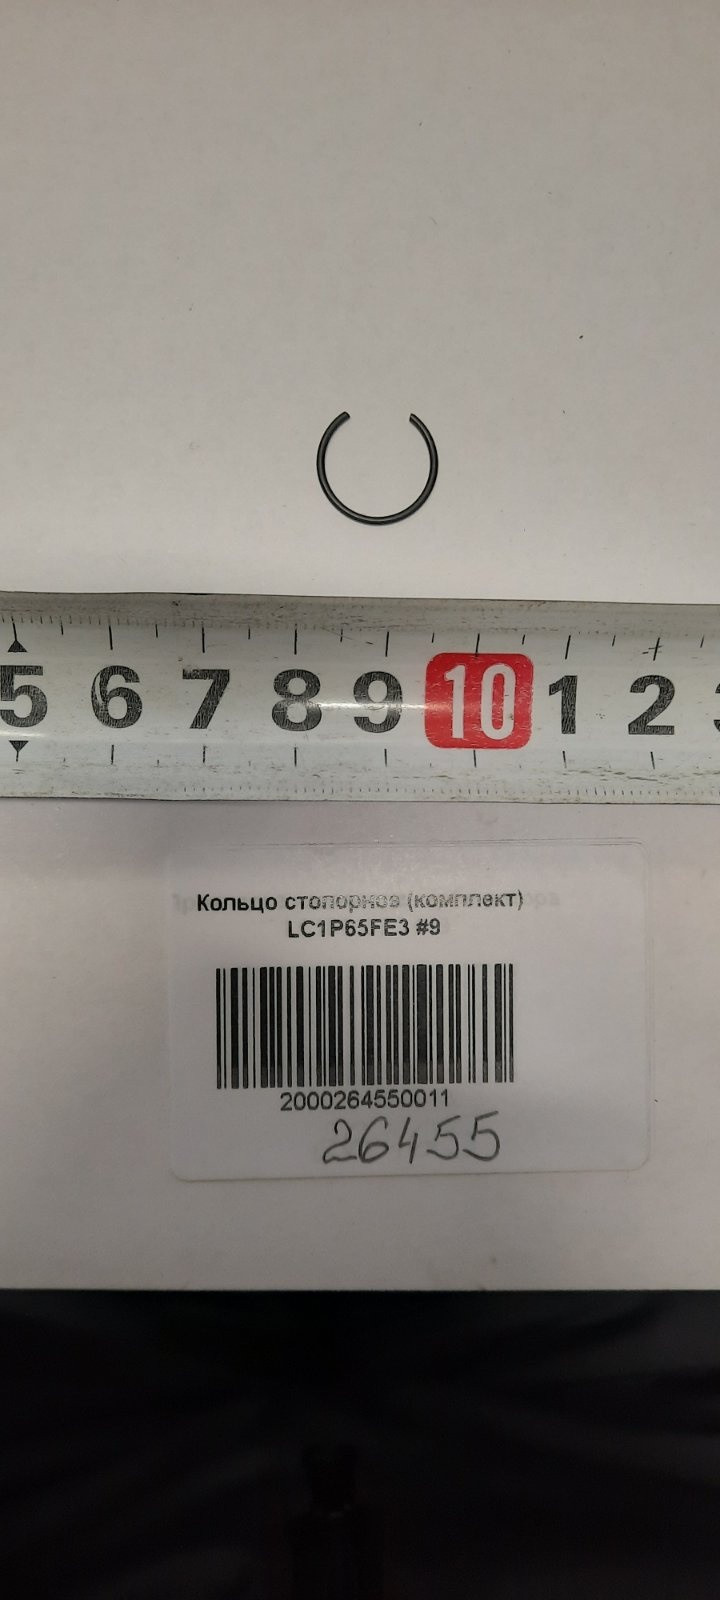 5 6 7 8 9 10 1 2
Кольцо стопорное (комплект)
LC1P65FE3 #9
2000264550011
26455